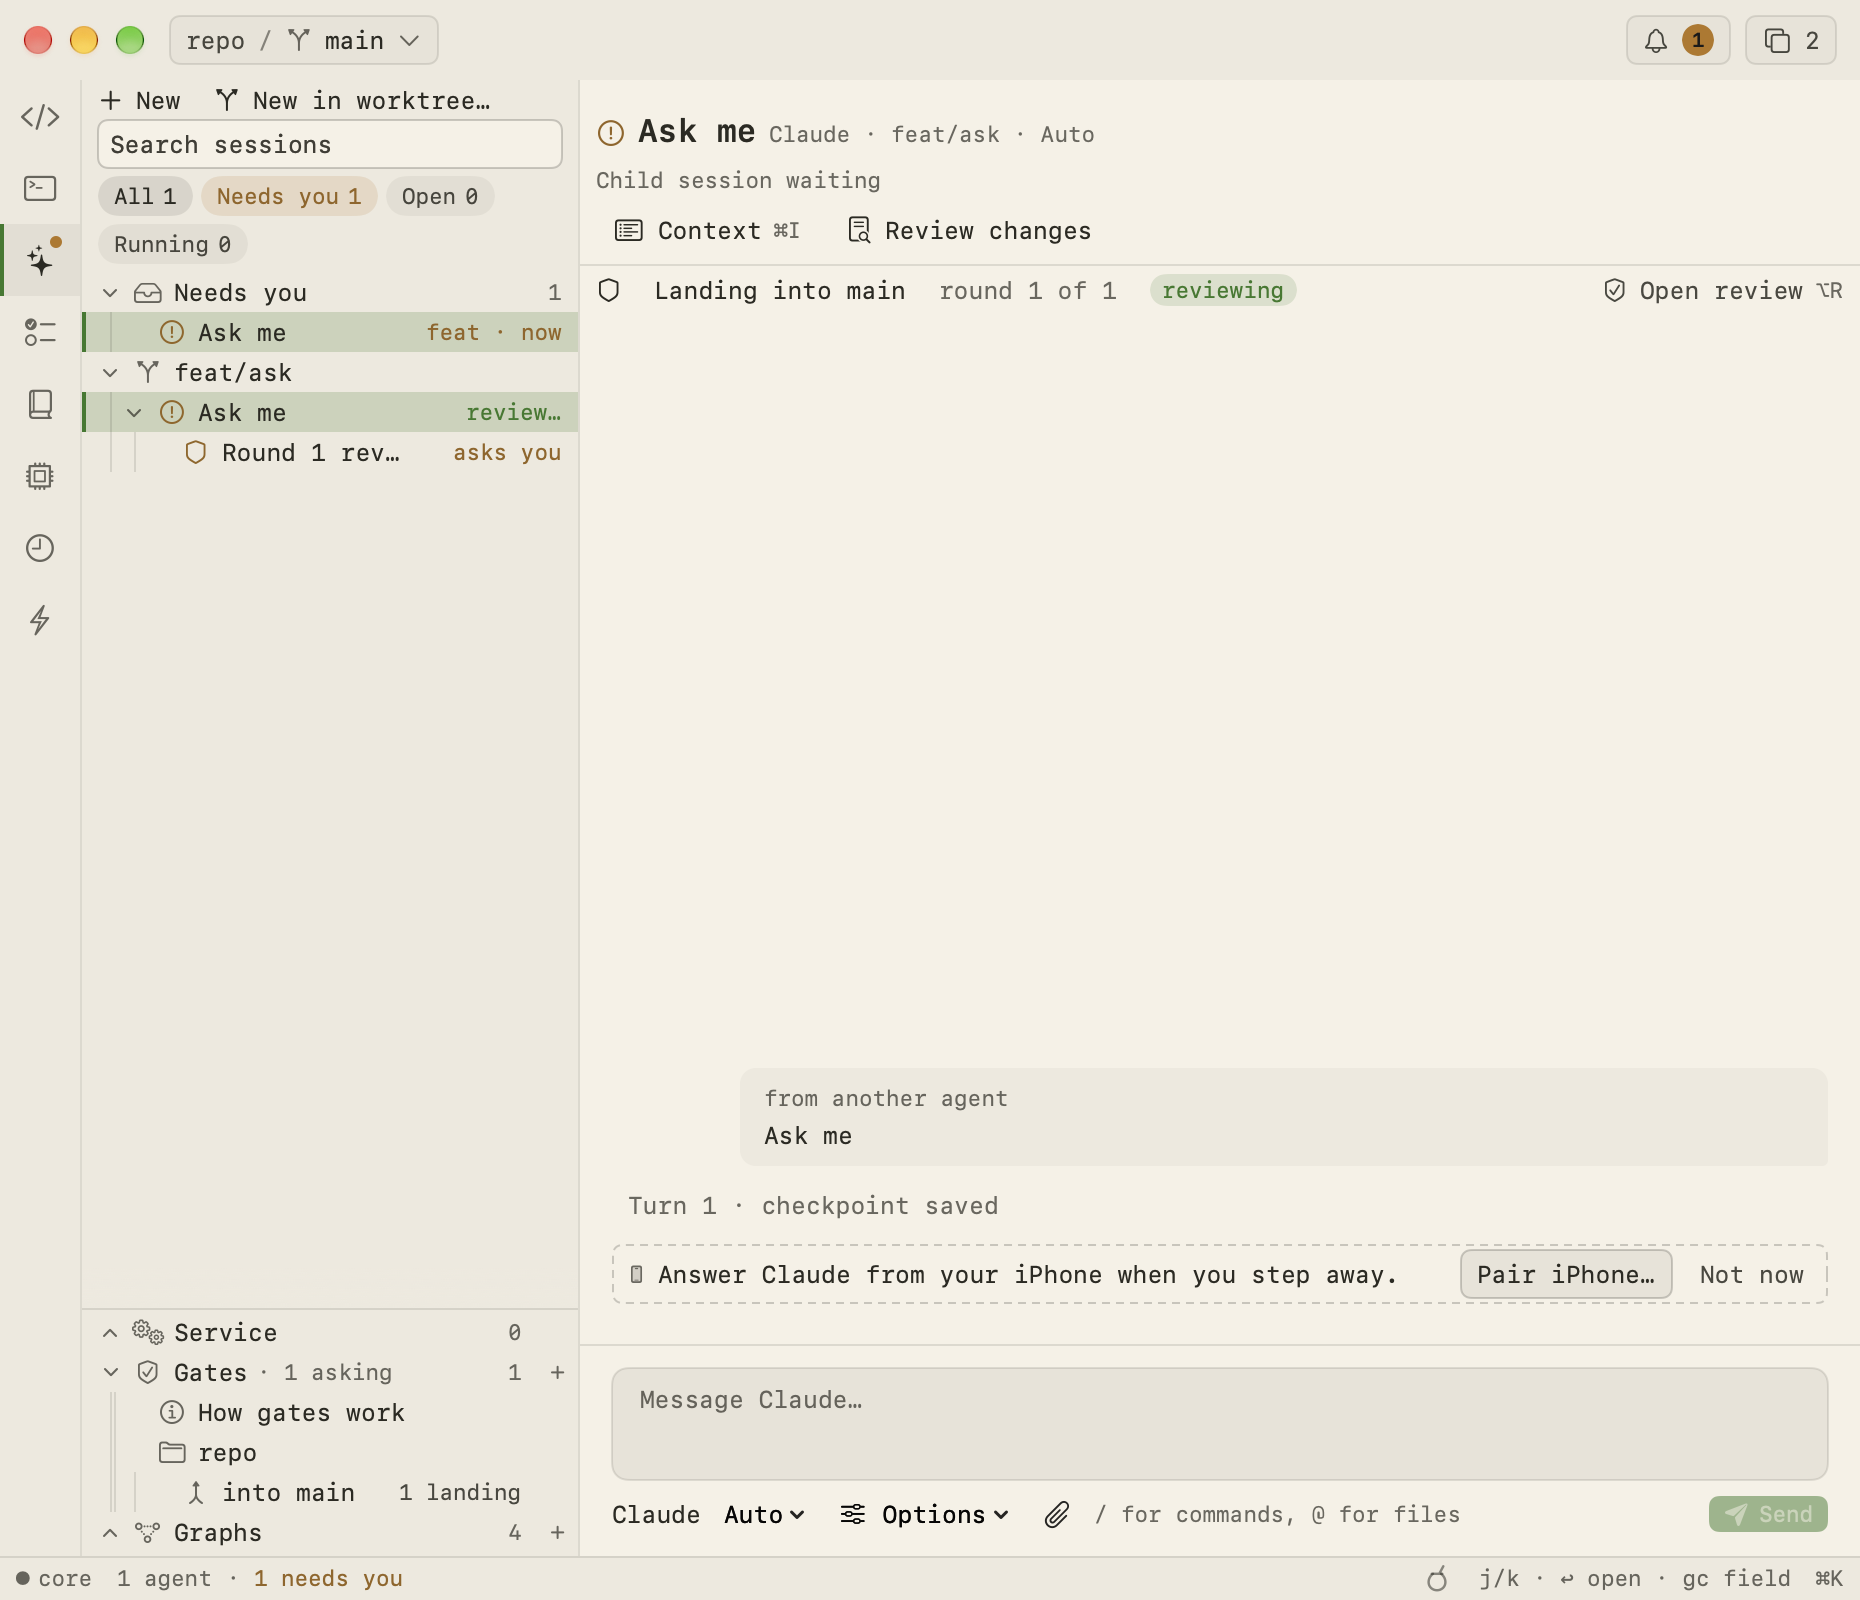 repo / main
1
2
+ New New in worktree…
Search sessions
All 1 Needs you 1 Open 0
Running 0
Needs you 1
Ask me feat · now
feat/ask
Ask me review…
Round 1 rev… asks you
Service 0
Gates · 1 asking 1 +
How gates work
repo
into main 1 landing
Graphs 4 +
Ask me Claude · feat/ask · Auto
Child session waiting
Context ⌘I Review changes
Landing into main round 1 of 1 reviewing Open review ⌥R
from another agent
Ask me
Turn 1 · checkpoint saved
Answer Claude from your iPhone when you step away. Pair iPhone… Not now
Message Claude…
Claude Auto Options / for commands, @ for files Send
core 1 agent · 1 needs you
j/k · ↩ open · gc field ⌘K